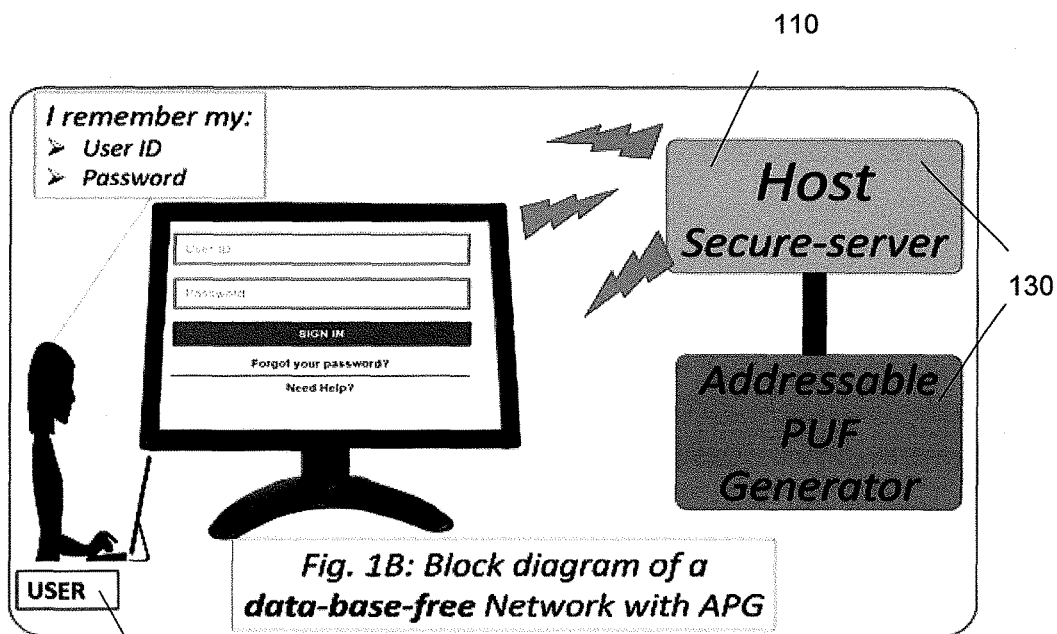 110
I remember my:
➢ User ID
➢ Password
Host
Secure-server
User ID
Password
130
SIGN IN
Forgot your password?
Need Help?
Addressable
PUF
Generator
USER
Fig. 1B: Block diagram of a
data-base-free Network with APG